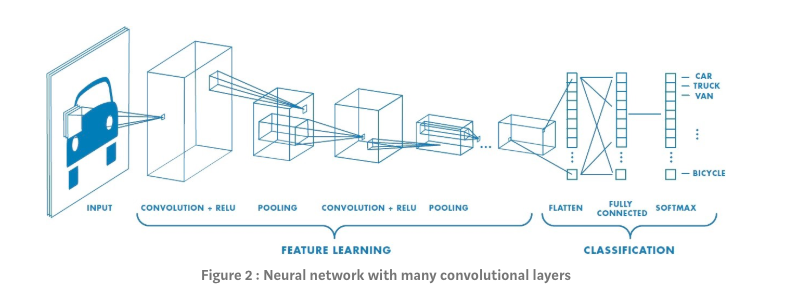 CAR
TRUCK
VAN
BICYCLE
INPUT
CONVOLUTION + RELU
POOLING
CONVOLUTION + RELU
POOLING
FLATTEN
FULLY
CONNECTED
SOFTMAX
FEATURE LEARNING
CLASSIFICATION
Figure 2 : Neural network with many convolutional layers